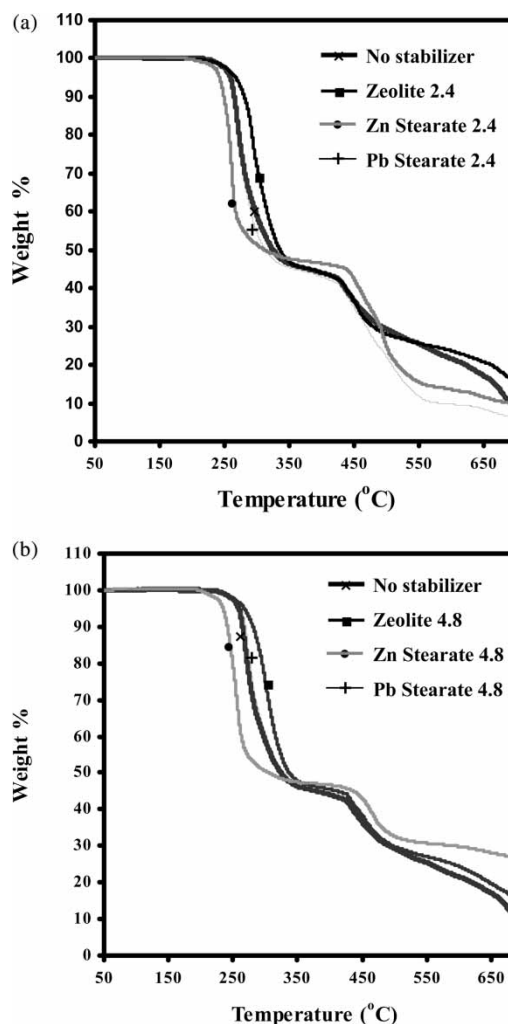 (a)
110
100
90
80
70
60
50
40
30
20
10
0
Weight %
No stabilizer
Zeolite 2.4
Zn Stearate 2.4
Pb Stearate 2.4
50 150 250 350 450 550 650
Temperature (°C)
(b)
110
100
90
80
70
60
50
40
30
20
10
0
Weight %
No stabilizer
Zeolite 4.8
Zn Stearate 4.8
Pb Stearate 4.8
50 150 250 350 450 550 650
Temperature (°C)